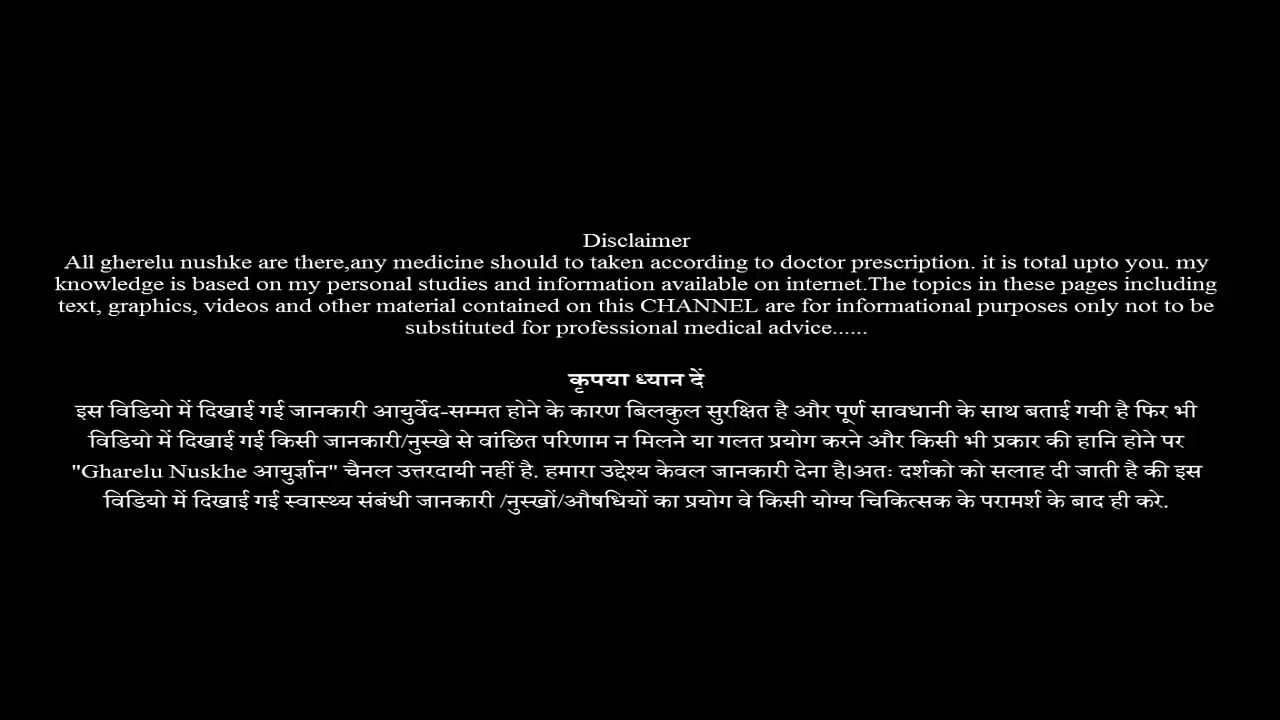 Disclaimer
All gherelu nushke are there,any medicine should to taken according to doctor prescription. it is total upto you. my
knowledge is based on my personal studies and information available on internet.The topics in these pages including
text, graphics, videos and other material contained on this CHANNEL are for informational purposes only not to be
substituted for professional medical advice......
कृपया ध्यान दें
इस विडियो में दिखाई गई जानकारी आयुर्वेद-सम्मत होने के कारण बिलकुल सुरक्षित है और पूर्ण सावधानी के साथ बताई गयी है फिर भी
विडियो में दिखाई गई किसी जानकारी/नुस्खे से वांछित परिणाम न मिलने या गलत प्रयोग करने और किसी भी प्रकार की हानि होने पर
"Gharelu Nuskhe आयुर्ज्ञान" चैनल उत्तरदायी नहीं है. हमारा उद्देश्य केवल जानकारी देना है।अतः दर्शको को सलाह दी जाती है की इस
विडियो में दिखाई गई स्वास्थ्य संबंधी जानकारी /नुस्खों/औषधियों का प्रयोग वे किसी योग्य चिकित्सक के परामर्श के बाद ही करे.